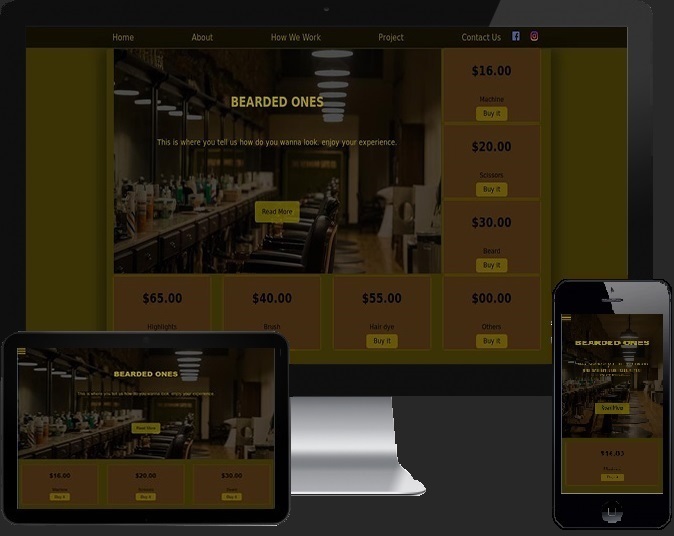 Home About How We Work Project Contact Us
BEARDED ONES
This is where you tell us how do you wanna look. enjoy your experience.
Read More
$16.00
Machine
Buy it
$20.00
Scissors
Buy it
$30.00
Beard
Buy it
$65.00
Highlights
$40.00
Brush
$55.00
Hair dye
Buy it
$00.00
Others
Buy it
BEARDED ONES
This is where you tell us how do you wanna look. enjoy your experience.
Read More
$16.00
Machine
Buy it
$20.00
Scissors
Buy it
$30.00
Beard
Buy it
BEARDED ONES
Read More
$16.00
Buy it